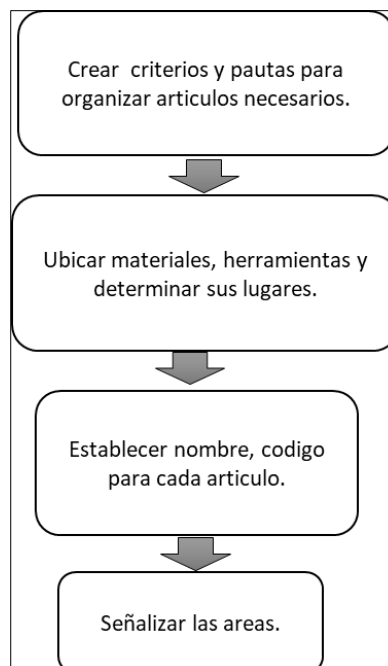 Crear criterios y pautas para
organizar articulos necesarios.
Ubicar materiales, herramientas y
determinar sus lugares.
Establecer nombre, codigo
para cada articulo.
Señalizar las areas.